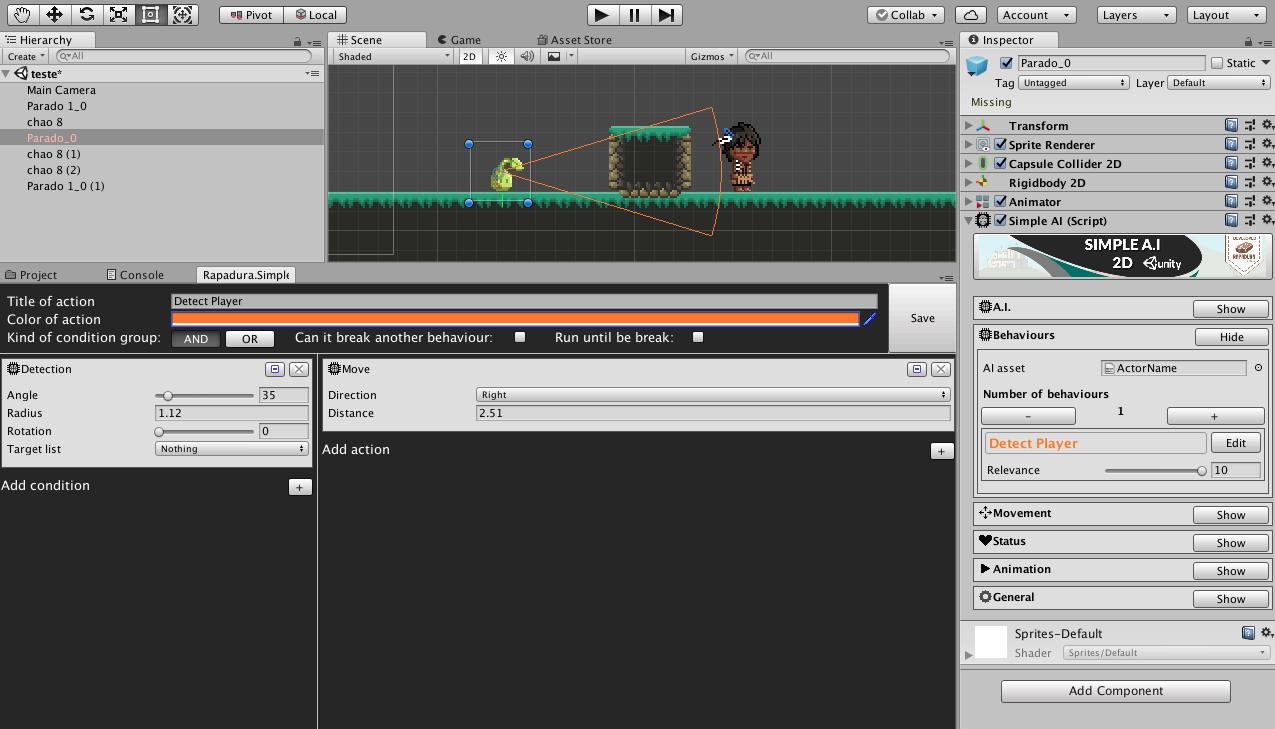 Pivot Local Collab Account Layers Layout
Hierarchy
Create All
teste*
Main Camera
Parado 1_0
chao 8
Parado_0
chao 8 (1)
chao 8 (2)
Parado 1_0 (1)
Scene Game Asset Store
Shaded 2D Gizmos All
Inspector
Parado_0 Static
Tag Untagged Layer Default
Missing
Transform
Sprite Renderer
Capsule Collider 2D
Rigidbody 2D
Animator
Simple AI (Script)
SIMPLE A.I
2D unity
A.I. Show
Behaviours Hide
AI asset ActorName
Number of behaviours
- 1 +
Detect Player Edit
Relevance 10
Movement Show
Status Show
Animation Show
General Show
Sprites-Default
Shader Sprites/Default
Add Component
Project Console Rapadura.Simple
Title of action Detect Player
Color of action
Save
Kind of condition group: AND OR Can it break another behaviour: Run until be break:
Detection
Angle 35
Radius 1.12
Rotation 0
Target list Nothing
Add condition +
Move
Direction Right
Distance 2.51
Add action +